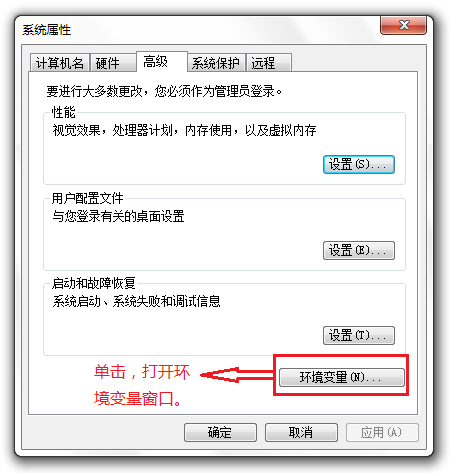 系统属性
计算机名 硬件 高级 系统保护 远程
要进行大多数更改，您必须作为管理员登录。
性能
视觉效果，处理器计划，内存使用，以及虚拟内存
设置(S)...
用户配置文件
与您登录有关的桌面设置
设置(E)...
启动和故障恢复
系统启动、系统失败和调试信息
设置(T)...
单击，打开环
境变量窗口。
环境变量(N)...
确定 取消 应用(A)